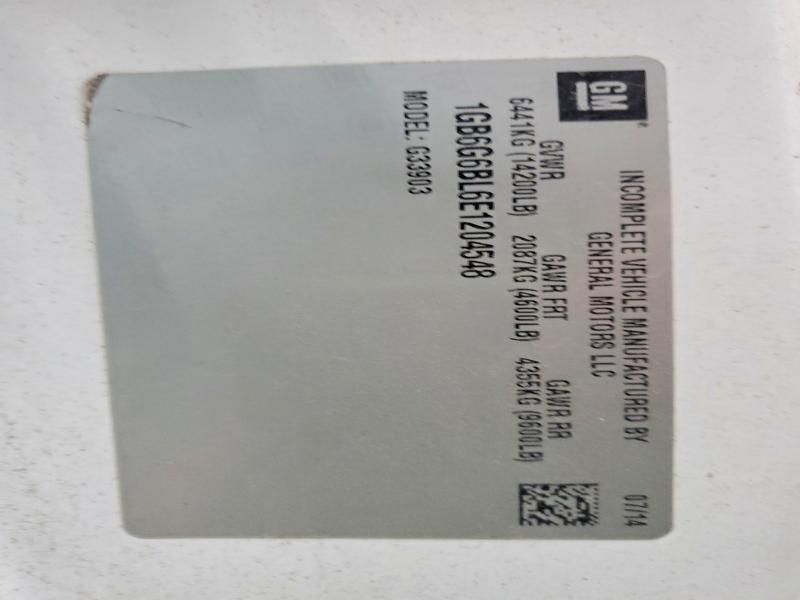 GM
INCOMPLETE VEHICLE MANUFACTURED BY 07/14
GENERAL MOTORS LLC
GVWR GAWR FRT GAWR RR
6441KG (14200LB) 2087KG (4600LB) 4355KG (9600LB)
1GB6G6BL6E1204548
MODEL: G33903